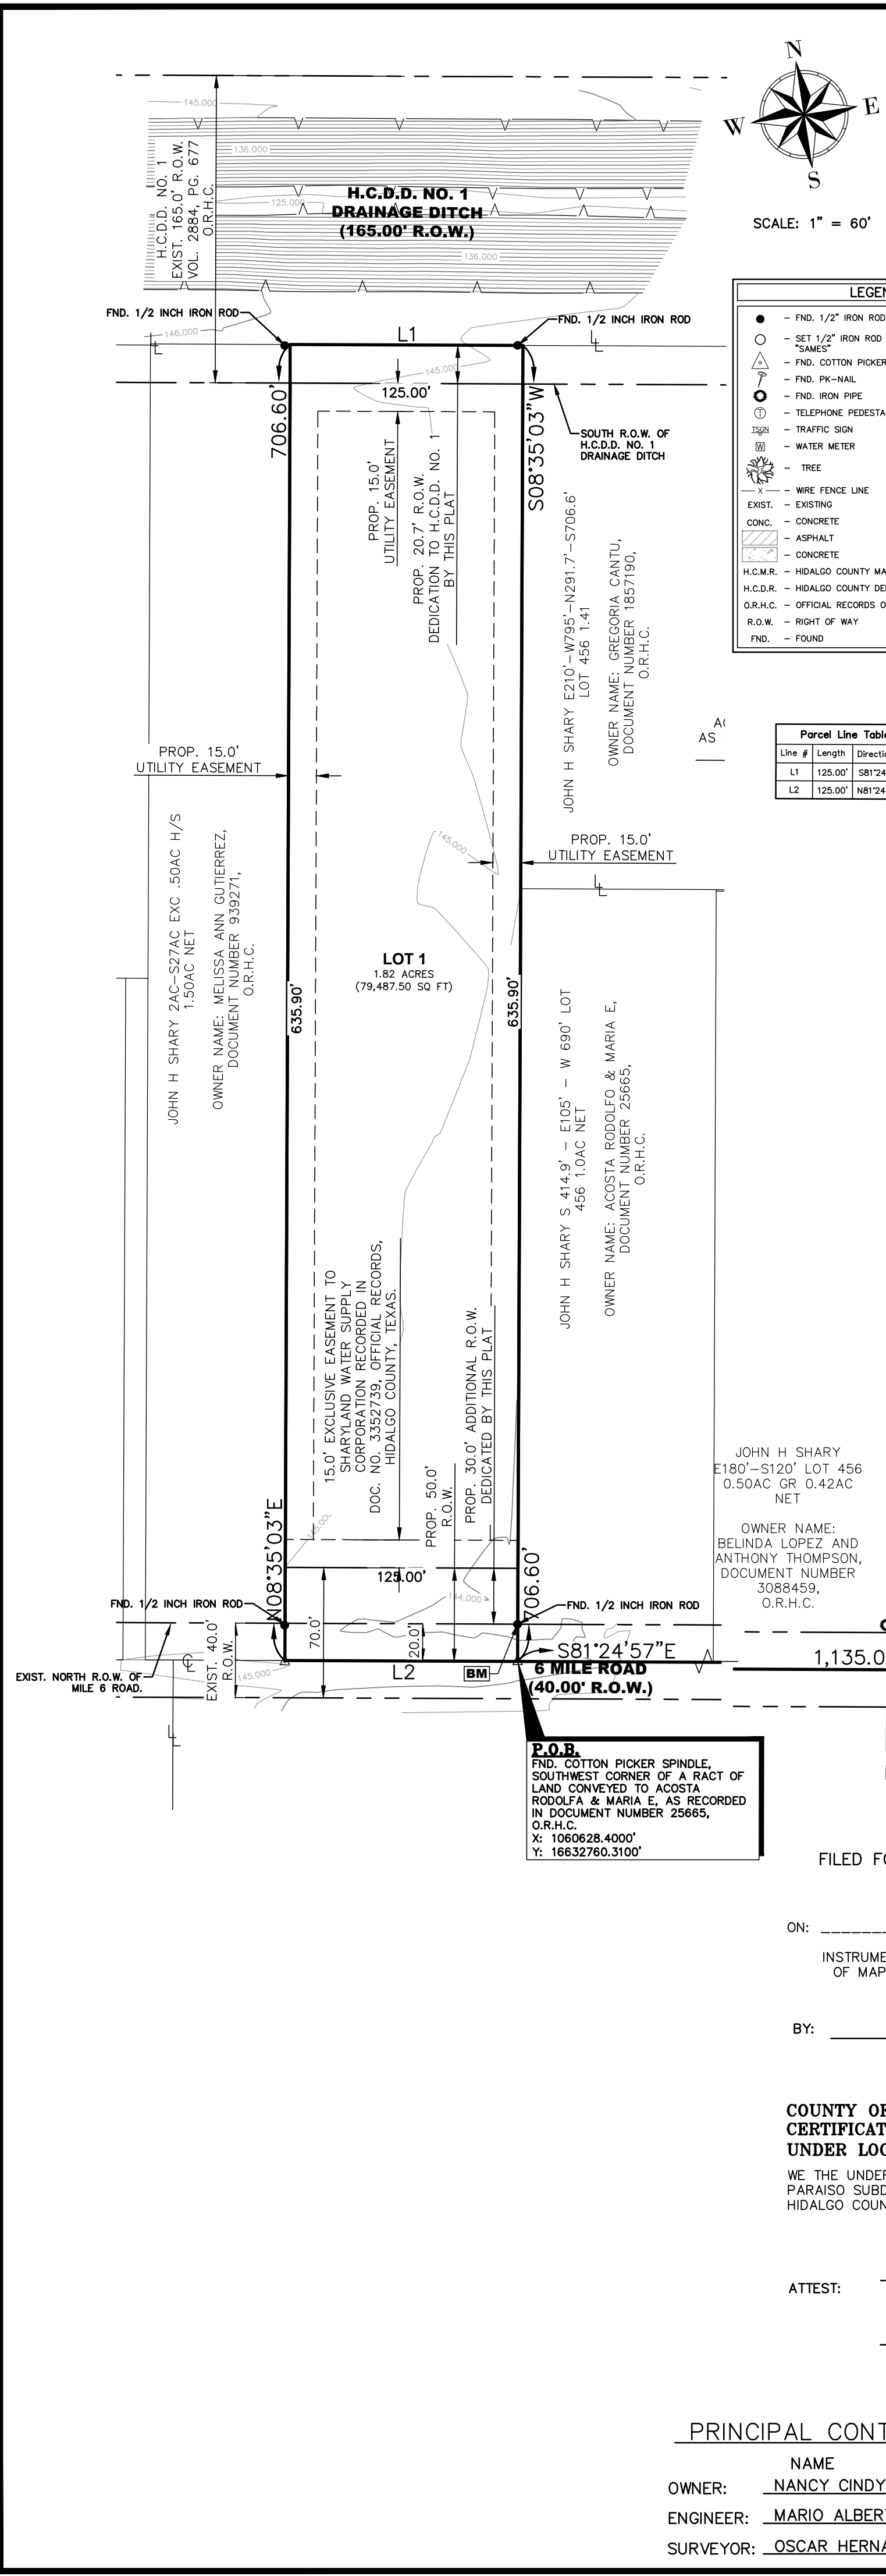 N
W
E
S
SCALE: 1" = 60'
145.000
136.000
125.000
136.000
H.C.D.D. NO. 1
EXIST. 165.0' R.O.W.
VOL. 2884, PG. 677
O.R.H.C.
H.C.D.D. NO. 1
DRAINAGE DITCH
(165.00' R.O.W.)
FND. 1/2 INCH IRON ROD
L1
FND. 1/2 INCH IRON ROD
146.000
145.000
125.00'
706.60'
S08°35'03"W
SOUTH R.O.W. OF
H.C.D.D. NO. 1
DRAINAGE DITCH
LEGEN
– FND. 1/2" IRON ROD
– SET 1/2" IRON ROD
"SAMES"
– FND. COTTON PICKER
– FND. PK–NAIL
– FND. IRON PIPE
T – TELEPHONE PEDESTA
TSGN – TRAFFIC SIGN
W – WATER METER
– TREE
X – WIRE FENCE LINE
EXIST. – EXISTING
CONC. – CONCRETE
– ASPHALT
– CONCRETE
H.C.M.R. – HIDALGO COUNTY MA
H.C.D.R. – HIDALGO COUNTY DE
O.R.H.C. – OFFICIAL RECORDS O
R.O.W. – RIGHT OF WAY
FND. – FOUND
PROP. 15.0'
UTILITY EASEMENT
PROP. 20.7' R.O.W.
DEDICATION TO H.C.D.D. NO. 1
BY THIS PLAT
JOHN H SHARY E210'–W795'–N291.7'–S706.6'
LOT 456 1.41
OWNER NAME: GREGORIA CANTU,
DOCUMENT NUMBER 1857190,
O.R.H.C.
AS
Parcel Line Table
Line # Length Directi
L1 125.00' S81°24
L2 125.00' N81°24
PROP. 15.0'
UTILITY EASEMENT
145.000
PROP. 15.0'
UTILITY EASEMENT
JOHN H SHARY 2AC–S27AC EXC .50AC H/S
1.50AC NET
OWNER NAME: MELISSA ANN GUTIERREZ,
DOCUMENT NUMBER 939271,
O.R.H.C.
LOT 1
1.82 ACRES
(79,487.50 SQ FT)
635.90'
635.90'
JOHN H SHARY S 414.9' – E105' – W 690' LOT
456 1.0AC NET
OWNER NAME: ACOSTA RODOLFO & MARIA E,
DOCUMENT NUMBER 25665,
O.R.H.C.
15.0' EXCLUSIVE EASEMENT TO
SHARYLAND WATER SUPPLY
CORPORATION RECORDED IN
DOC. NO. 3352739, OFFICIAL RECORDS,
HIDALGO COUNTY, TEXAS.
PROP. 50.0'
R.O.W.
PROP. 30.0' ADDITIONAL R.O.W.
DEDICATED BY THIS PLAT
JOHN H SHARY
E180'–S120' LOT 456
0.50AC GR 0.42AC
NET
OWNER NAME:
BELINDA LOPEZ AND
ANTHONY THOMPSON,
DOCUMENT NUMBER
3088459,
O.R.H.C.
N08°35'03"E
145.000
125.00'
144.000
706.60'
FND. 1/2 INCH IRON ROD
FND. 1/2 INCH IRON ROD
EXIST. 40.0'
R.O.W.
70.0'
20.0'
S81°24'57"E
1,135.0
EXIST. NORTH R.O.W. OF
MILE 6 ROAD.
145.000
L2
BM
6 MILE ROAD
(40.00' R.O.W.)
P.O.B.
FND. COTTON PICKER SPINDLE,
SOUTHWEST CORNER OF A RACT OF
LAND CONVEYED TO ACOSTA
RODOLFA & MARIA E, AS RECORDED
IN DOCUMENT NUMBER 25665,
O.R.H.C.
X: 1060628.4000'
Y: 16632760.3100'
FILED FO
ON: ________
INSTRUME
OF MAP
BY: ________
COUNTY OF
CERTIFICAT
UNDER LOC
WE THE UNDER
PARAISO SUBD
HIDALGO COUN
ATTEST:
PRINCIPAL CONT
NAME
OWNER: NANCY CINDY
ENGINEER: MARIO ALBER
SURVEYOR: OSCAR HERNA